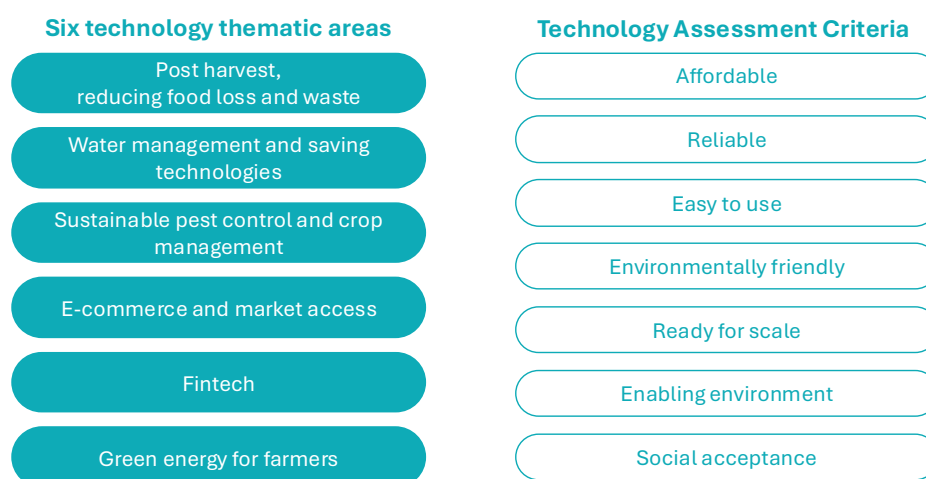 Six technology thematic areas
Post harvest,
reducing food loss and waste
Water management and saving
technologies
Sustainable pest control and crop
management
E-commerce and market access
Fintech
Green energy for farmers
Technology Assessment Criteria
Affordable
Reliable
Easy to use
Environmentally friendly
Ready for scale
Enabling environment
Social acceptance